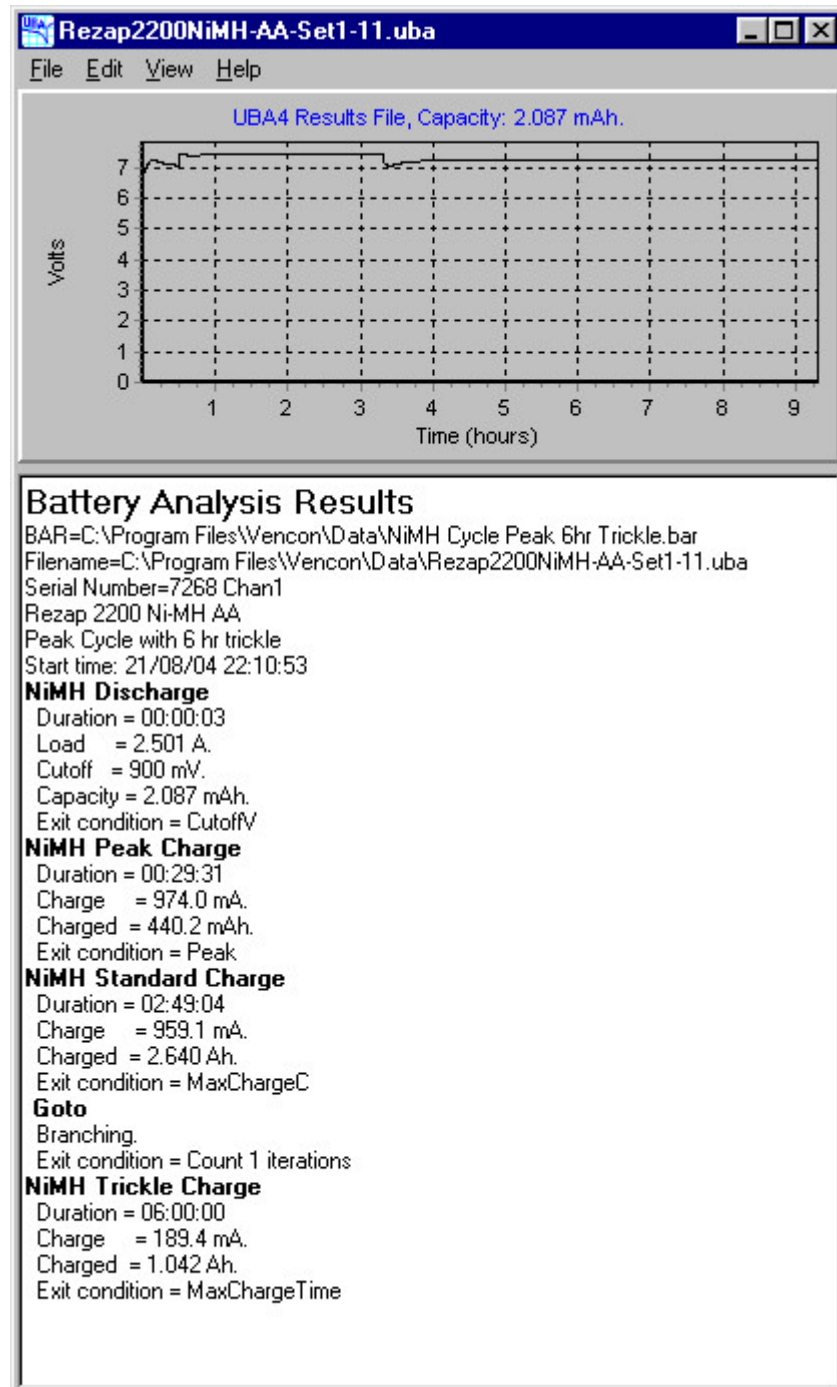 Rezap2200NiMH-AA-Set1-11.uba
File Edit View Help
UBA4 Results File, Capacity: 2.087 mAh.
Volts
7
6
5
4
3
2
1
0
1 2 3 4 5 6 7 8 9
Time (hours)
Battery Analysis Results
BAR=C:\Program Files\Vencon\Data\NiMH Cycle Peak 6hr Trickle.bar
Filename=C:\Program Files\Vencon\Data\Rezap2200NiMH-AA-Set1-11.uba
Serial Number=7268 Chan1
Rezap 2200 Ni-MH AA
Peak Cycle with 6 hr trickle
Start time: 21/08/04 22:10:53
NiMH Discharge
Duration = 00:00:03
Load = 2.501 A.
Cutoff = 900 mV.
Capacity = 2.087 mAh.
Exit condition = CutoffV
NiMH Peak Charge
Duration = 00:29:31
Charge = 974.0 mA.
Charged = 440.2 mAh.
Exit condition = Peak
NiMH Standard Charge
Duration = 02:49:04
Charge = 959.1 mA.
Charged = 2.640 Ah.
Exit condition = MaxChargeC
Goto
Branching.
Exit condition = Count 1 iterations
NiMH Trickle Charge
Duration = 06:00:00
Charge = 189.4 mA.
Charged = 1.042 Ah.
Exit condition = MaxChargeTime